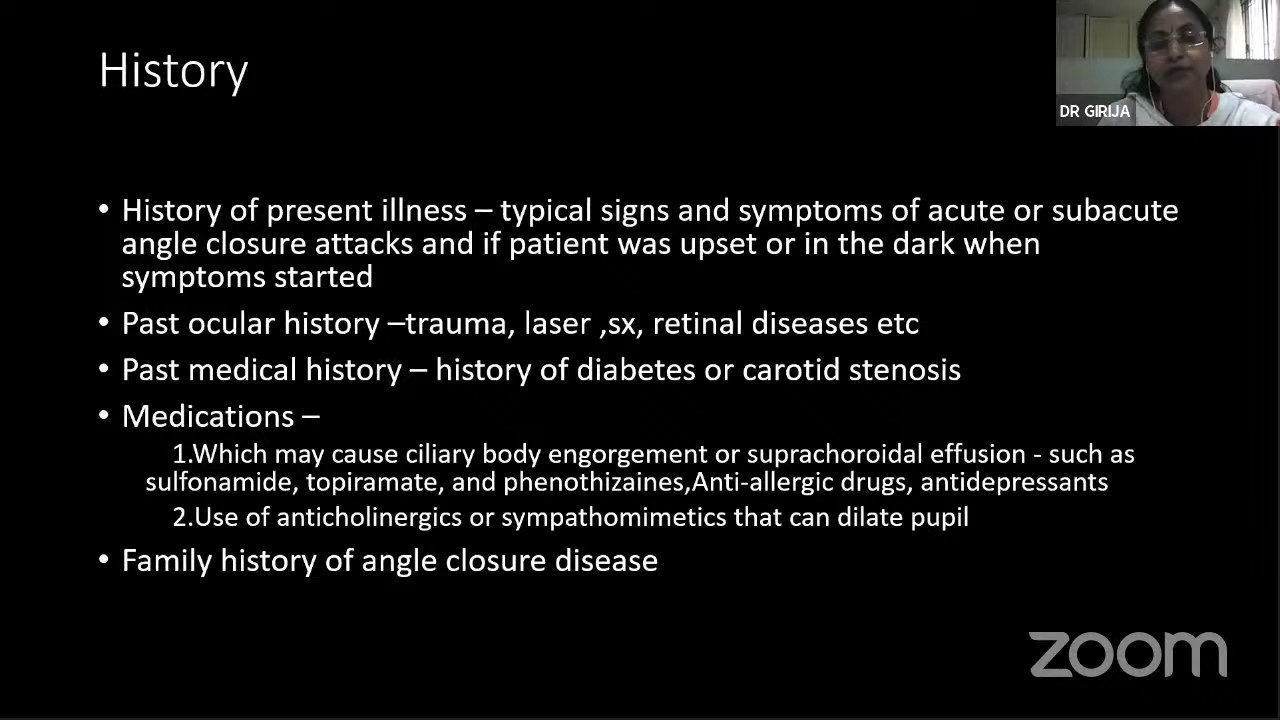 History
DR GIRIJA
• History of present illness – typical signs and symptoms of acute or subacute
angle closure attacks and if patient was upset or in the dark when
symptoms started
• Past ocular history –trauma, laser ,sx, retinal diseases etc
• Past medical history – history of diabetes or carotid stenosis
• Medications –
1.Which may cause ciliary body engorgement or suprachoroidal effusion - such as
sulfonamide, topiramate, and phenothizaines,Anti-allergic drugs, antidepressants
2.Use of anticholinergics or sympathomimetics that can dilate pupil
• Family history of angle closure disease
zoom